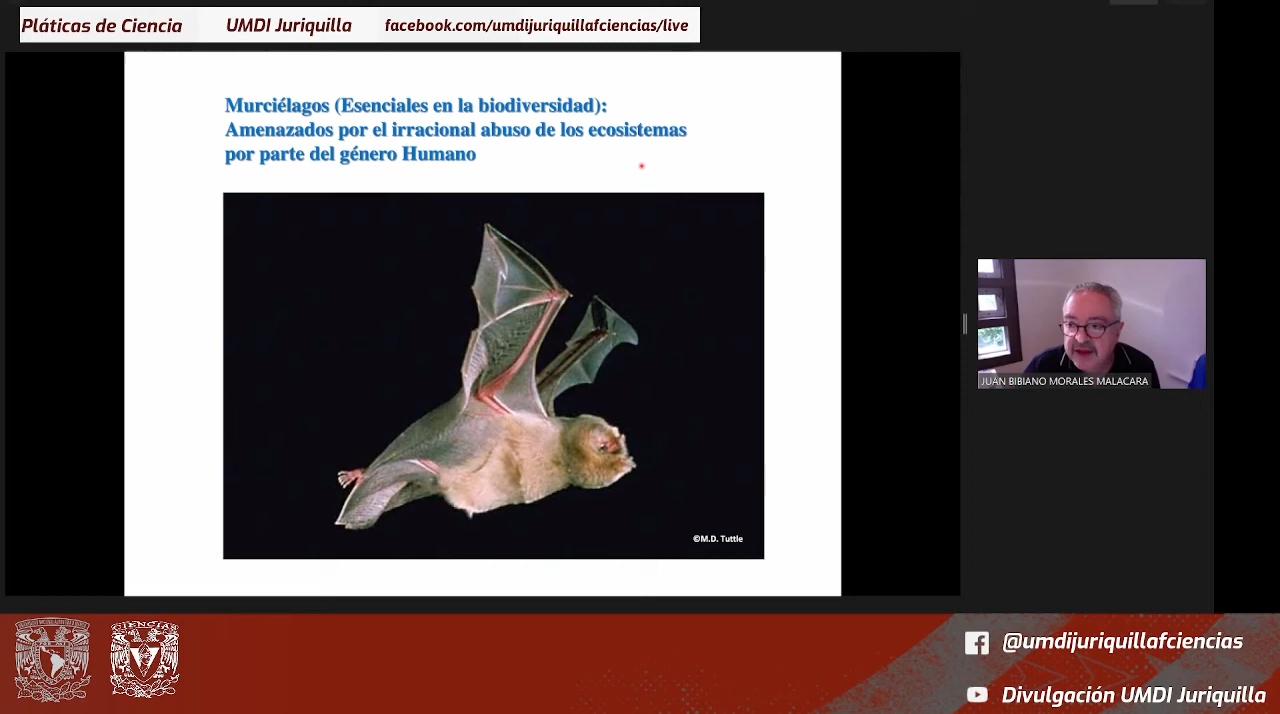 Pláticas de Ciencia UMDI Juriquilla facebook.com/umdijuriquillafciencias/live
Murciélagos (Esenciales en la biodiversidad):
Amenazados por el irracional abuso de los ecosistemas
por parte del género Humano
©M.D. Tuttle
JUAN BIBIANO MORALES MALACARA
CIENCIAS
@umdijuriquillafciencias
Divulgación UMDI Juriquilla